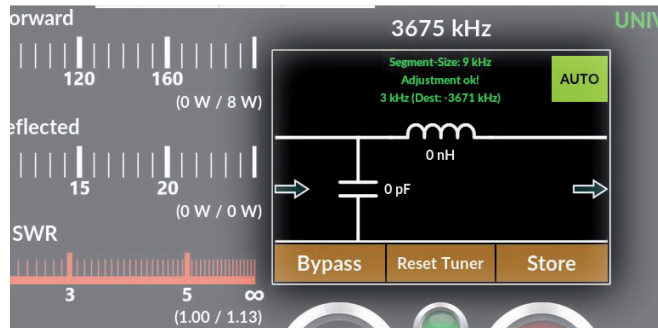 orward
120 160
(0 W / 8 W)
eflected
15 20
(0 W / 0 W)
SWR
3 5 ∞
(1.00 / 1.13)
3675 kHz
UNIV
Segment-Size: 9 kHz
Adjustment ok!
3 kHz (Dest: -3671 kHz)
AUTO
0 nH
0 pF
Bypass Reset Tuner Store